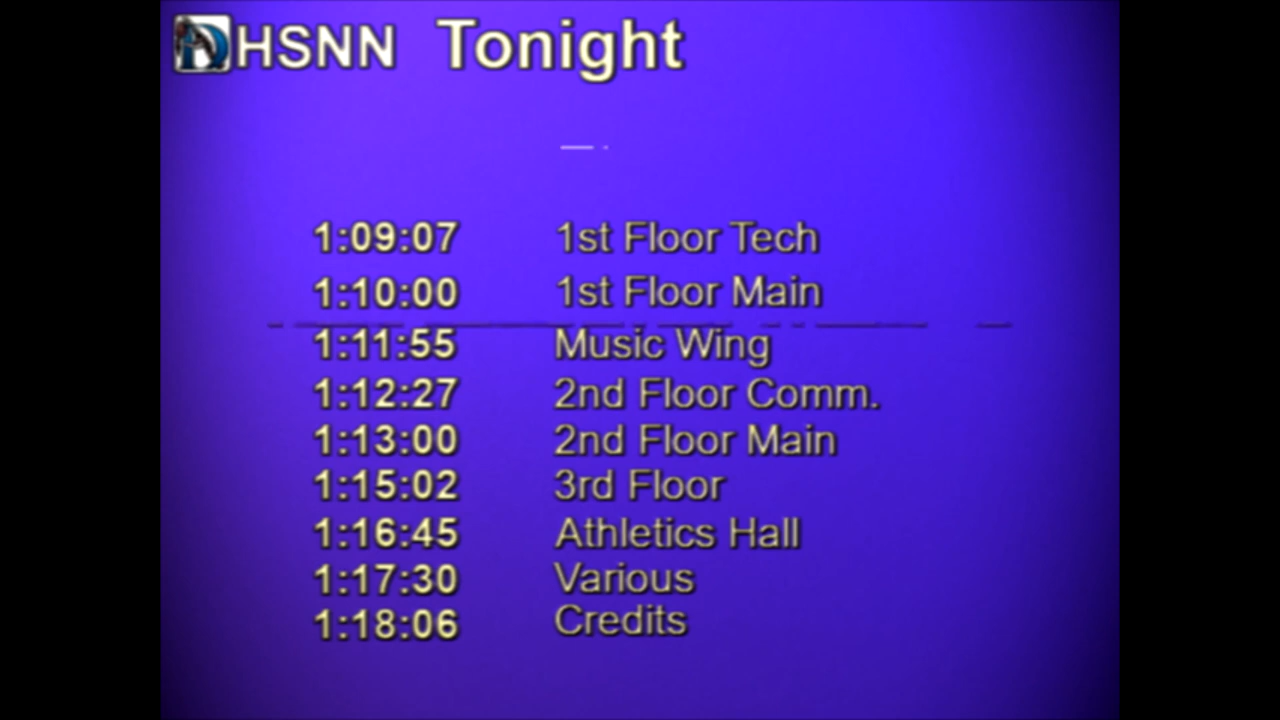 HSNN Tonight
1:09:07 1st Floor Tech
1:10:00 1st Floor Main
1:11:55 Music Wing
1:12:27 2nd Floor Comm.
1:13:00 2nd Floor Main
1:15:02 3rd Floor
1:16:45 Athletics Hall
1:17:30 Various
1:18:06 Credits